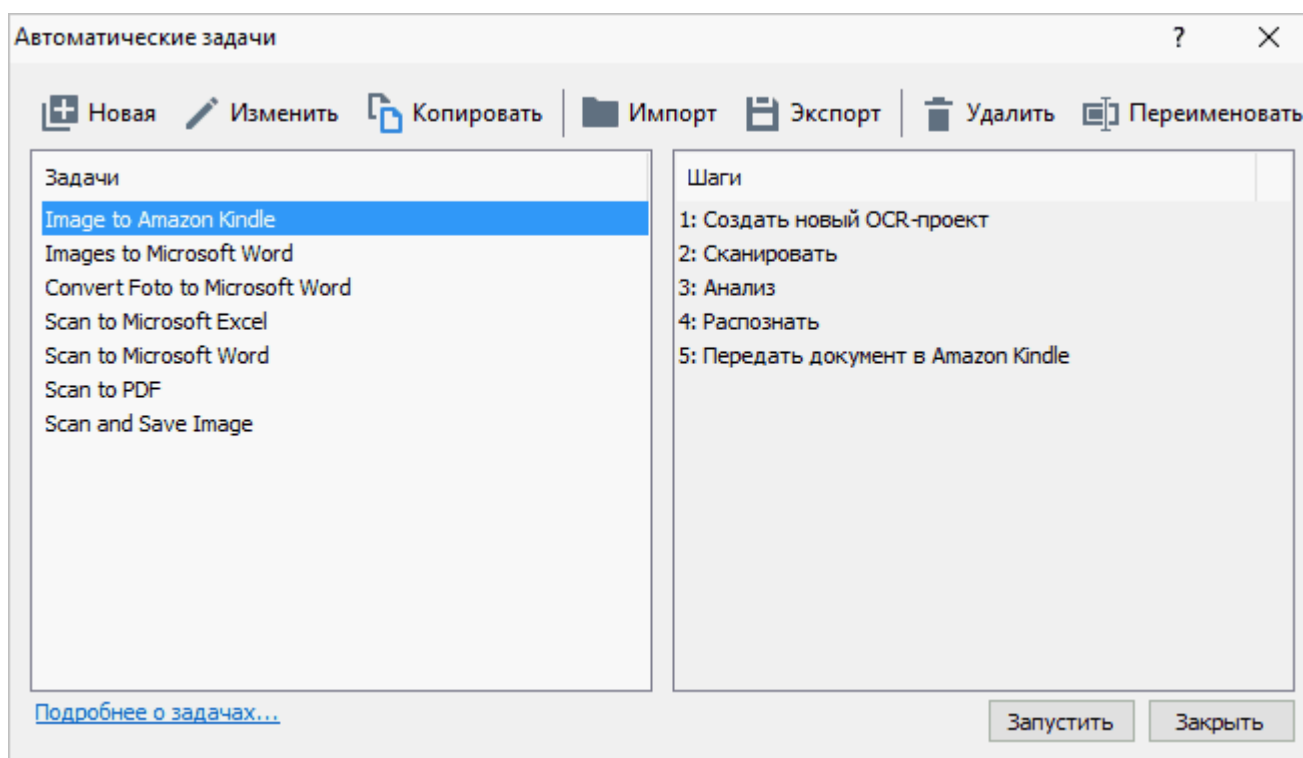 Автоматические задачи ?
Новая Изменить Копировать Импорт Экспорт Удалить Переименовать
Задачи
Image to Amazon Kindle
Images to Microsoft Word
Convert Foto to Microsoft Word
Scan to Microsoft Excel
Scan to Microsoft Word
Scan to PDF
Scan and Save Image
Шаги
1: Создать новый OCR-проект
2: Сканировать
3: Анализ
4: Распознать
5: Передать документ в Amazon Kindle
Подробнее о задачах...
Запустить Закрыть